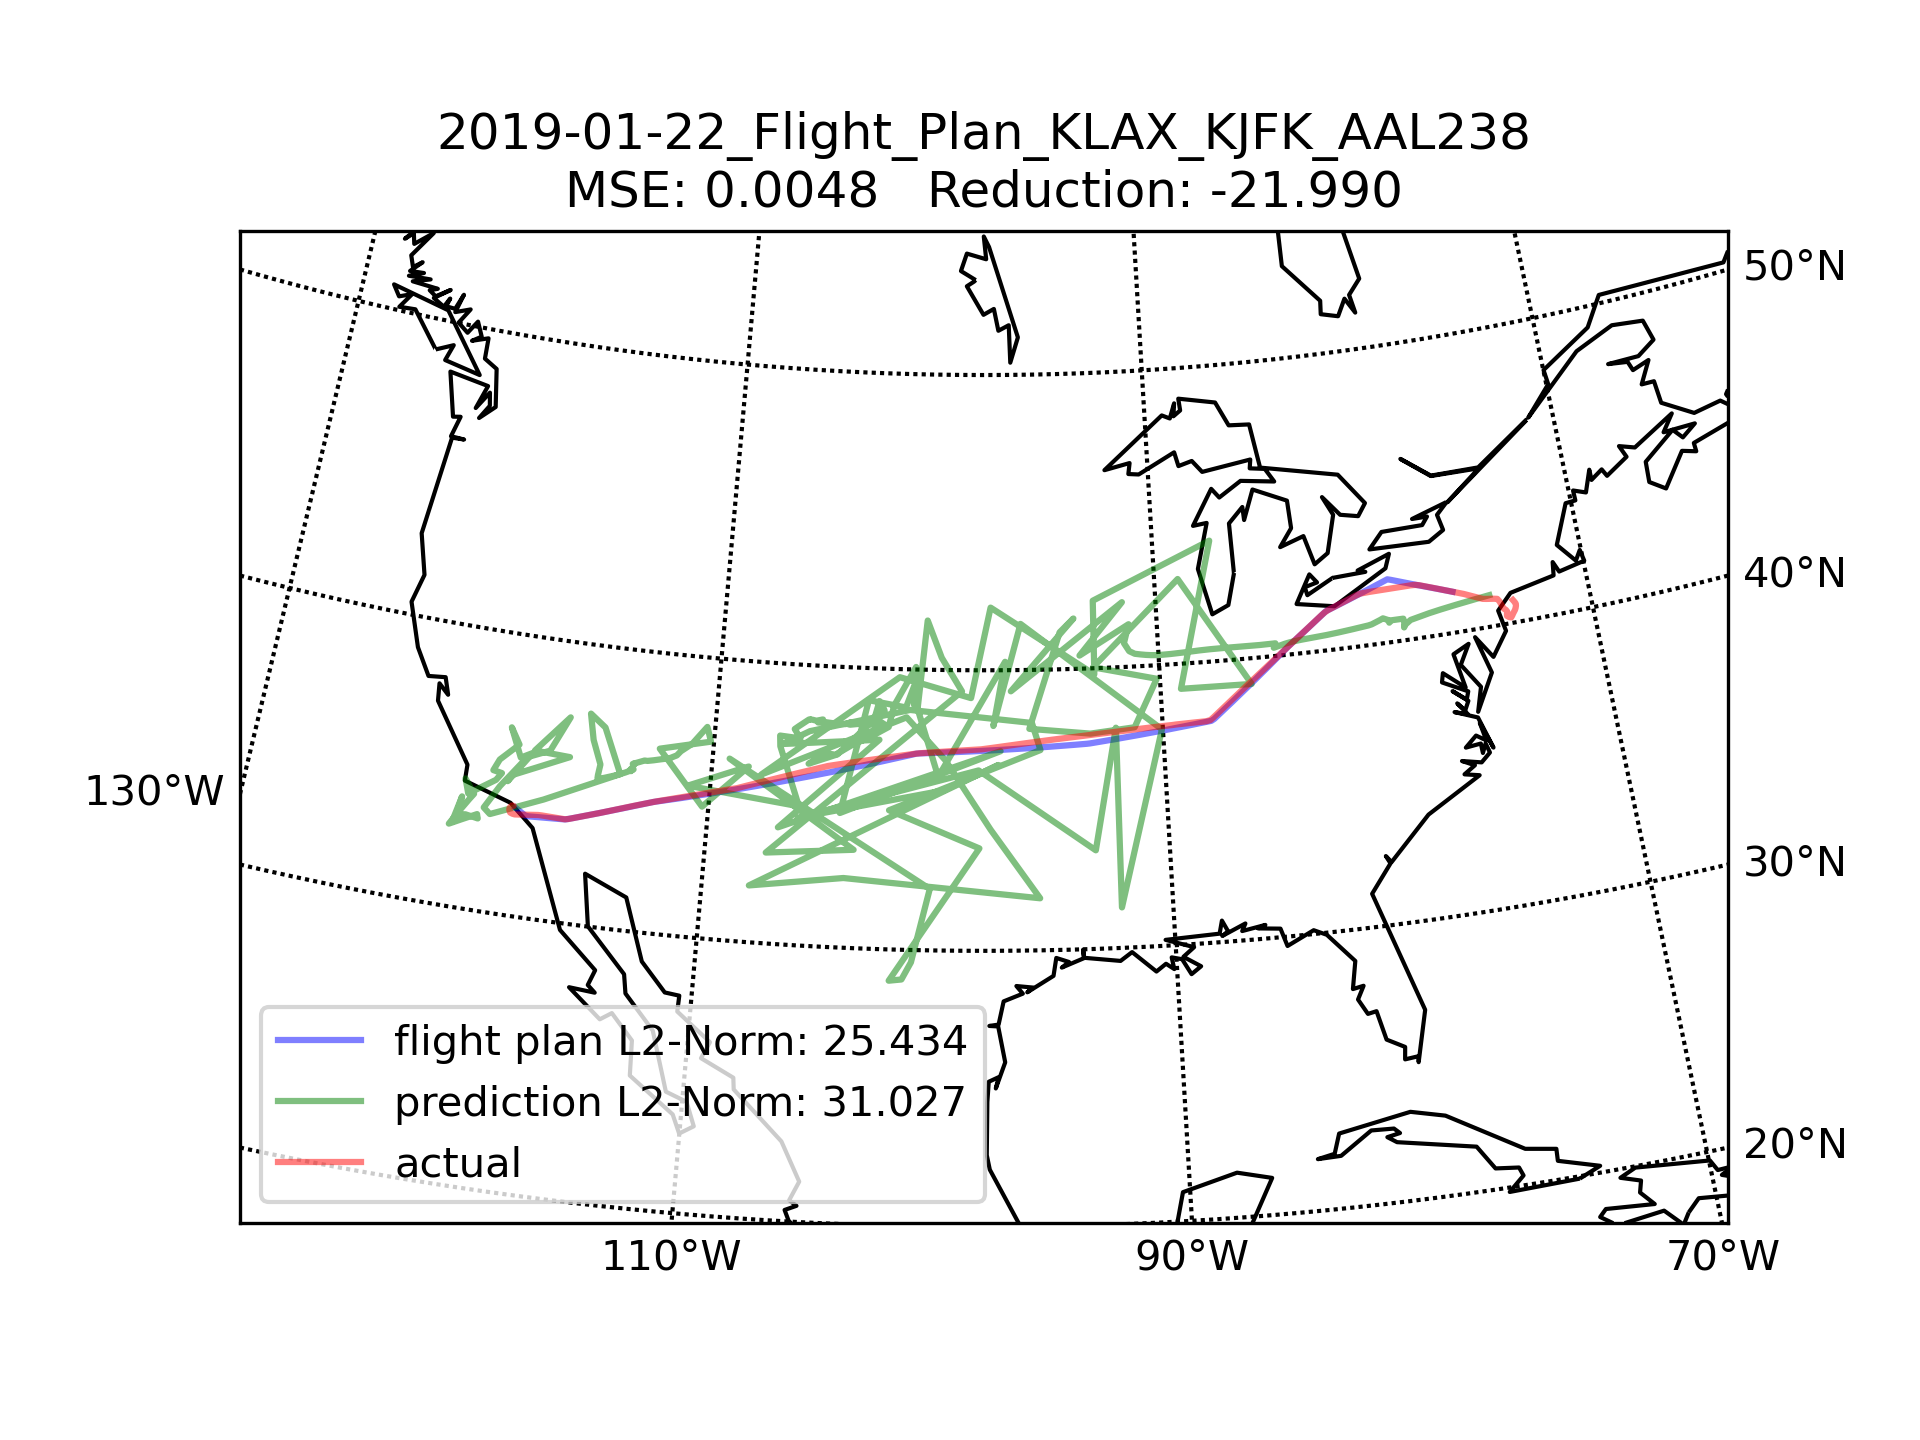 2019-01-22_Flight_Plan_KLAX_KJFK_AAL238
MSE: 0.0048   Reduction: -21.990
50°N
40°N
130°W
30°N
20°N
flight plan L2-Norm: 25.434
prediction L2-Norm: 31.027
actual
110°W
90°W
70°W